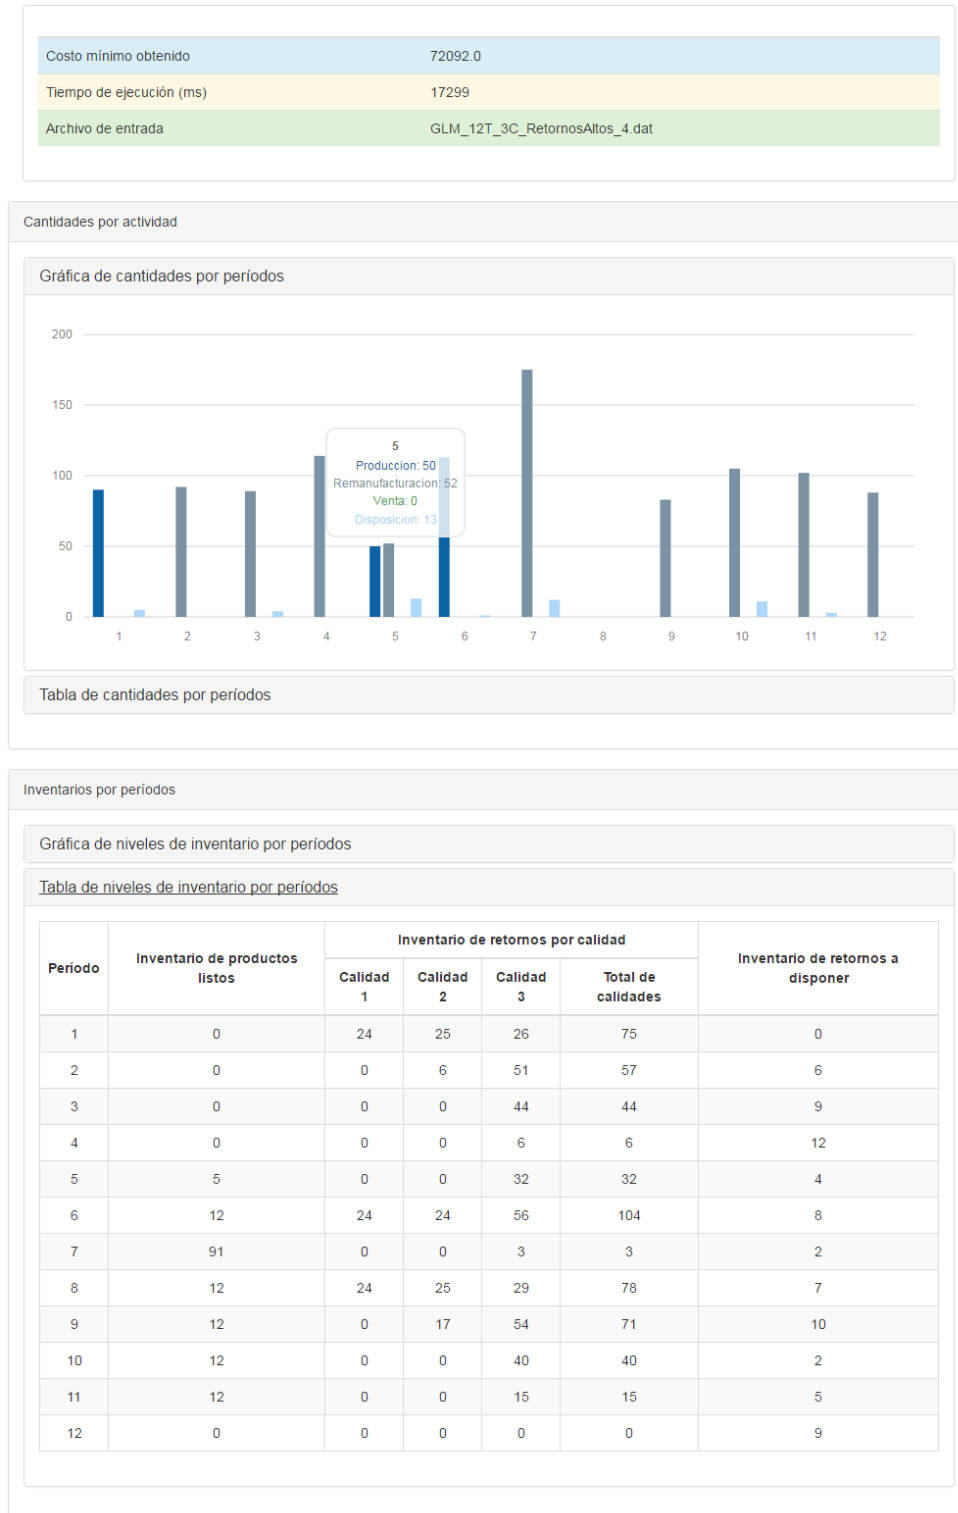 Costo mínimo obtenido 72092.0
Tiempo de ejecución (ms) 17299
Archivo de entrada GLM_12T_3C_RetornosAltos_4.dat
Cantidades por actividad
Gráfica de cantidades por períodos
200
150
100
50
0
5
Produccion: 50
Remanufacturacion: 52
Venta: 0
Disposicion: 13
1 2 3 4 5 6 7 8 9 10 11 12
Tabla de cantidades por períodos
Inventarios por períodos
Gráfica de niveles de inventario por períodos
Tabla de niveles de inventario por períodos
Período
Inventario de productos
listos
Inventario de retornos por calidad
Calidad
1
Calidad
2
Calidad
3
Total de
calidades
Inventario de retornos a
disponer
1 0 24 25 26 75 0
2 0 0 6 51 57 6
3 0 0 0 44 44 9
4 0 0 0 6 6 12
5 5 0 0 32 32 4
6 12 24 24 56 104 8
7 91 0 0 3 3 2
8 12 24 25 29 78 7
9 12 0 17 54 71 10
10 12 0 0 40 40 2
11 12 0 0 15 15 5
12 0 0 0 0 0 9